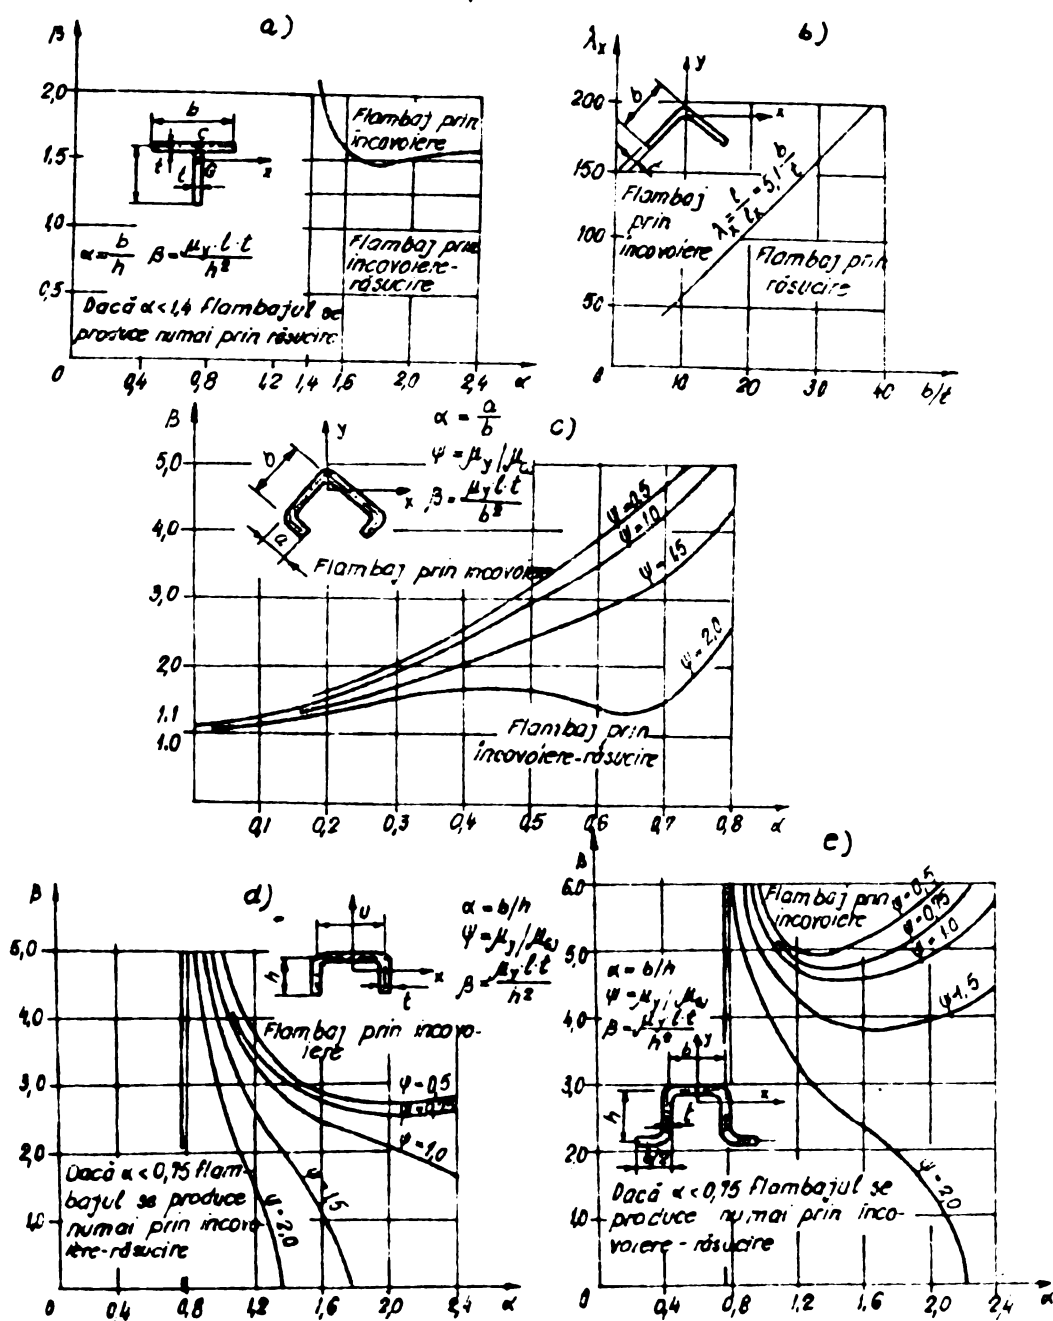 a)
β
2,0
1,5
1,0
0,5
0
0,4
0,8
1,2
1,4
1,6
2,0
2,4
α
b
C
t
t
G
x
Flambaj prin
încovoiere
α = b/h
β = μy·l·t/h²
Flambaj prin
încovoiere-
răsucire
Dacă α<1,4 flambajul se
produce numai prin răsucire
b)
λx
200
150
100
50
0
10
20
30
40
b/t
y
b
x
t
Flambaj
prin
încovoiere
λx = l/ix = 5,1·b/t
Flambaj prin
răsucire
c)
β
5,0
4,0
3,0
2,0
1.1
1.0
0,1
0,2
0,3
0,4
0,5
0,6
0,7
0,8
α
y
b
x
a
α = a/b
ψ = μy/μω
β = μy l·t/b²
ψ=0,5
ψ=1,0
ψ=1,5
ψ=2,0
Flambaj prin incovoiere
Flambaj prin
încovoiere-răsucire
d)
β
5,0
4,0
3,0
2,0
1,0
0
0,4
0,8
1,2
1,6
2,0
2,4
α
h
t
x
α = b/h
ψ = μy/μω
β = μy·l·t/h²
Flambaj prin incovo-
iere
ψ=0,5
ψ=0,75
ψ=1,0
ψ=1,5
ψ=2,0
Dacă α<0,75 flam-
bajul se produce
numai prin incovo-
iere-răsucire
e)
β
6,0
5,0
4,0
3,0
2,0
1,0
0
0,4
0,8
1,2
1,6
2,0
2,4
α
Flambaj prin
incovoiere
ψ=0,5
ψ=0,75
ψ=1.0
ψ=1,5
ψ=2,0
α = b/h
ψ = μy/μω
β = μy l·t/h²
b
y
x
h
t
Dacă α<0,75 flambajul se
produce numai prin înco-
voiere - răsucire